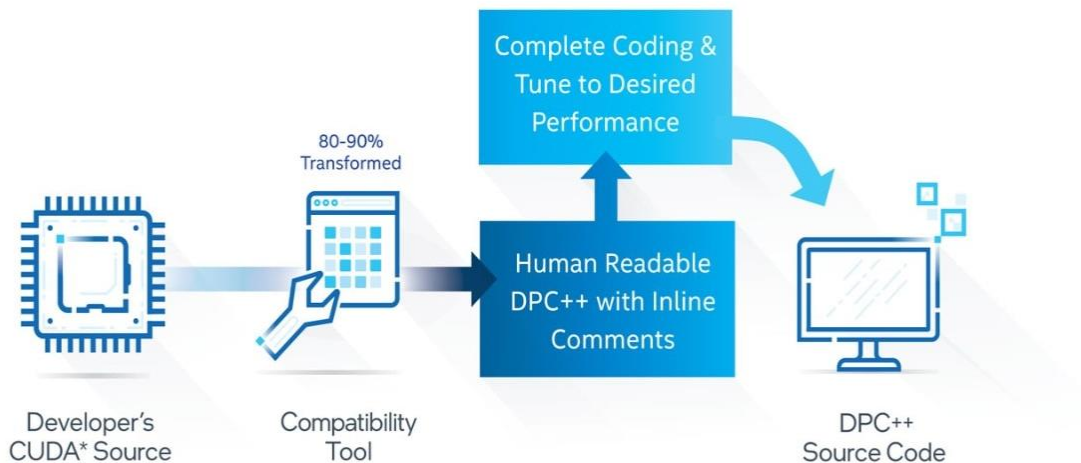 Complete Coding &
Tune to Desired
Performance
80-90%
Transformed
Human Readable
DPC++ with Inline
Comments
Developer’s
CUDA* Source
Compatibility
Tool
DPC++
Source Code